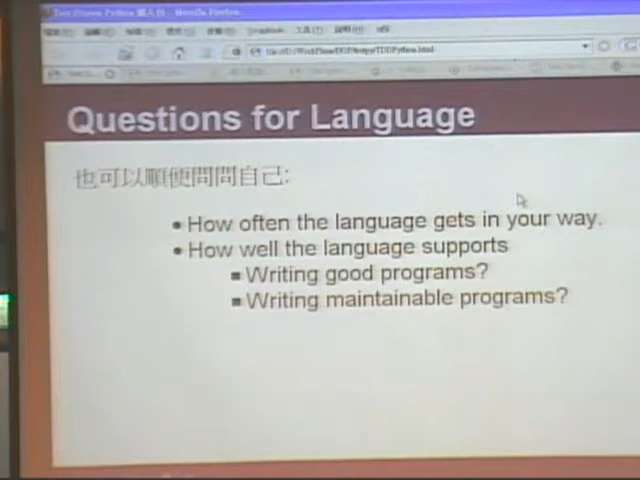 Questions for Language
也可以順便問問自己:
How often the language gets in your way.
How well the language supports
Writing good programs?
Writing maintainable programs?